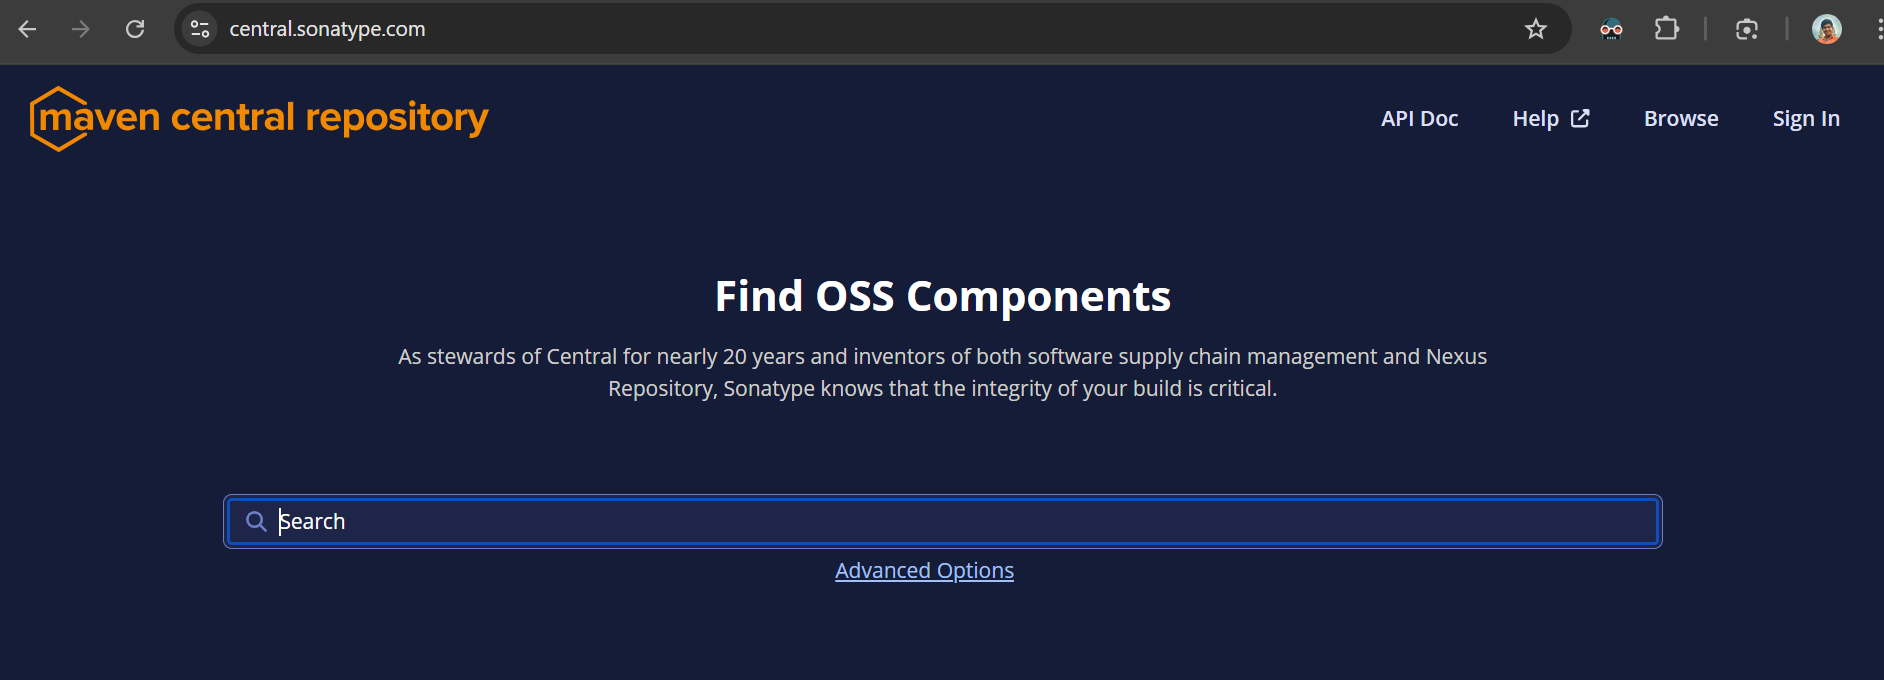 central.sonatype.com
maven central repository
API Doc
Help
Browse
Sign In
Find OSS Components
As stewards of Central for nearly 20 years and inventors of both software supply chain management and Nexus
Repository, Sonatype knows that the integrity of your build is critical.
Search
Advanced Options